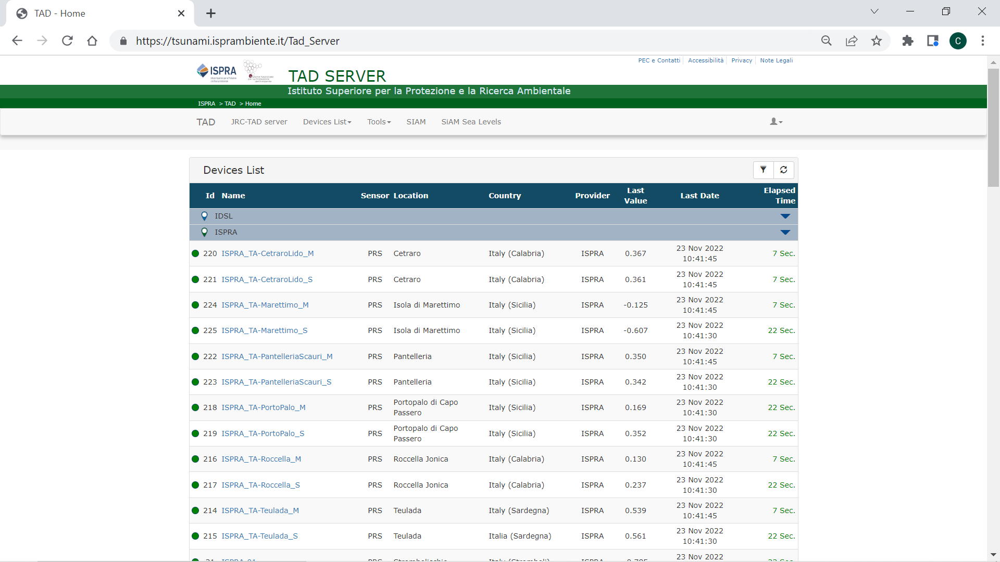 TAD - Home
https://tsunami.isprambiente.it/Tad_Server
C
PEC e Contatti Accessibilità Privacy Note Legali
ISPRA
TAD SERVER
Istituto Superiore per la Protezione e la Ricerca Ambientale
ISPRA > TAD > Home
TAD JRC-TAD server Devices List Tools SIAM SiAM Sea Levels
Devices List
Id Name Sensor Location Country Provider Last Value Last Date Elapsed Time
IDSL
ISPRA
220 ISPRA_TA-CetraroLido_M PRS Cetraro Italy (Calabria) ISPRA 0.367 23 Nov 2022 10:41:45 7 Sec.
221 ISPRA_TA-CetraroLido_S PRS Cetraro Italy (Calabria) ISPRA 0.361 23 Nov 2022 10:41:45 7 Sec.
224 ISPRA_TA-Marettimo_M PRS Isola di Marettimo Italy (Sicilia) ISPRA -0.125 23 Nov 2022 10:41:45 7 Sec.
225 ISPRA_TA-Marettimo_S PRS Isola di Marettimo Italy (Sicilia) ISPRA -0.607 23 Nov 2022 10:41:30 22 Sec.
222 ISPRA_TA-PantelleriaScauri_M PRS Pantelleria Italy (Sicilia) ISPRA 0.350 23 Nov 2022 10:41:45 7 Sec.
223 ISPRA_TA-PantelleriaScauri_S PRS Pantelleria Italy (Sicilia) ISPRA 0.342 23 Nov 2022 10:41:30 22 Sec.
218 ISPRA_TA-PortoPalo_M PRS Portopalo di Capo Passero Italy (Sicilia) ISPRA 0.169 23 Nov 2022 10:41:30 22 Sec.
219 ISPRA_TA-PortoPalo_S PRS Portopalo di Capo Passero Italy (Sicilia) ISPRA 0.352 23 Nov 2022 10:41:30 22 Sec.
216 ISPRA_TA-Roccella_M PRS Roccella Jonica Italy (Calabria) ISPRA 0.130 23 Nov 2022 10:41:45 7 Sec.
217 ISPRA_TA-Roccella_S PRS Roccella Jonica Italy (Calabria) ISPRA 0.237 23 Nov 2022 10:41:30 22 Sec.
214 ISPRA_TA-Teulada_M PRS Teulada Italy (Sardegna) ISPRA 0.539 23 Nov 2022 10:41:45 7 Sec.
215 ISPRA_TA-Teulada_S PRS Teulada Italia (Sardegna) ISPRA 0.561 23 Nov 2022 10:41:30 22 Sec.
23 Nov 2022